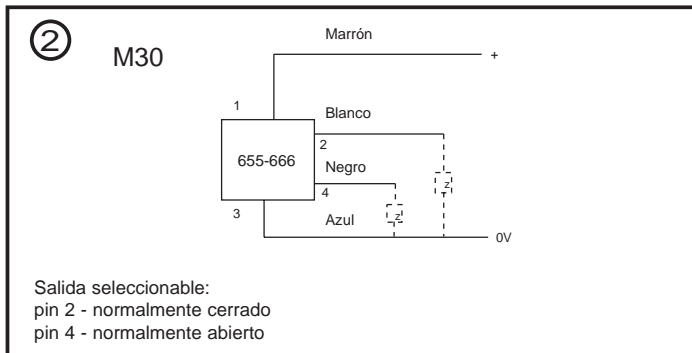 2
M30
Marrón
+
1
Blanco
2
655-666
Negro
4
z
z
3
Azul
0V
Salida seleccionable:
pin 2 - normalmente cerrado
pin 4 - normalmente abierto